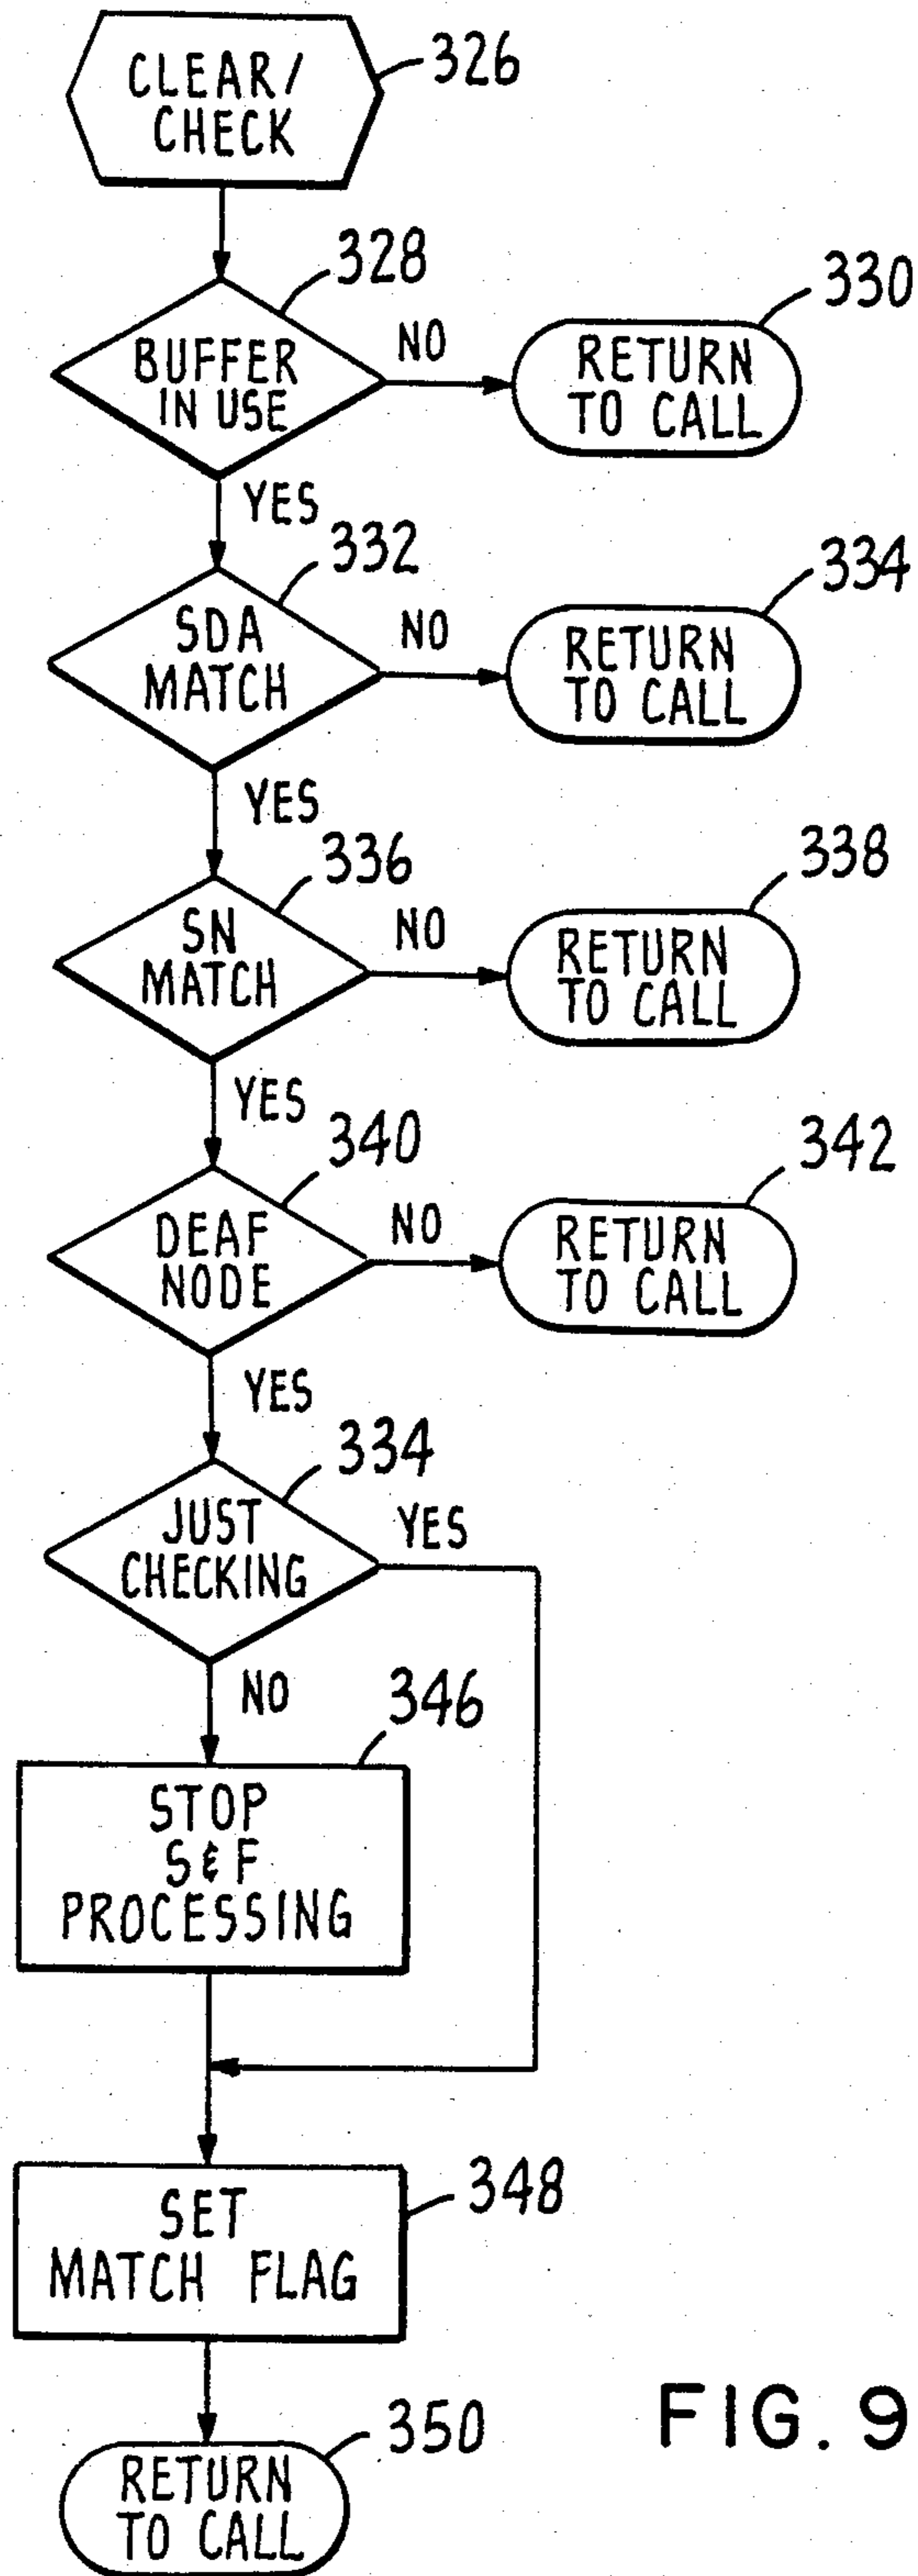 CLEAR/
CHECK
326
328
BUFFER
IN USE
NO
330
RETURN
TO CALL
YES
332
SDA
MATCH
NO
334
RETURN
TO CALL
YES
336
SN
MATCH
NO
338
RETURN
TO CALL
YES
340
DEAF
NODE
NO
342
RETURN
TO CALL
YES
334
JUST
CHECKING
YES
NO
346
STOP
S&F
PROCESSING
348
SET
MATCH FLAG
350
RETURN
TO CALL
FIG. 9